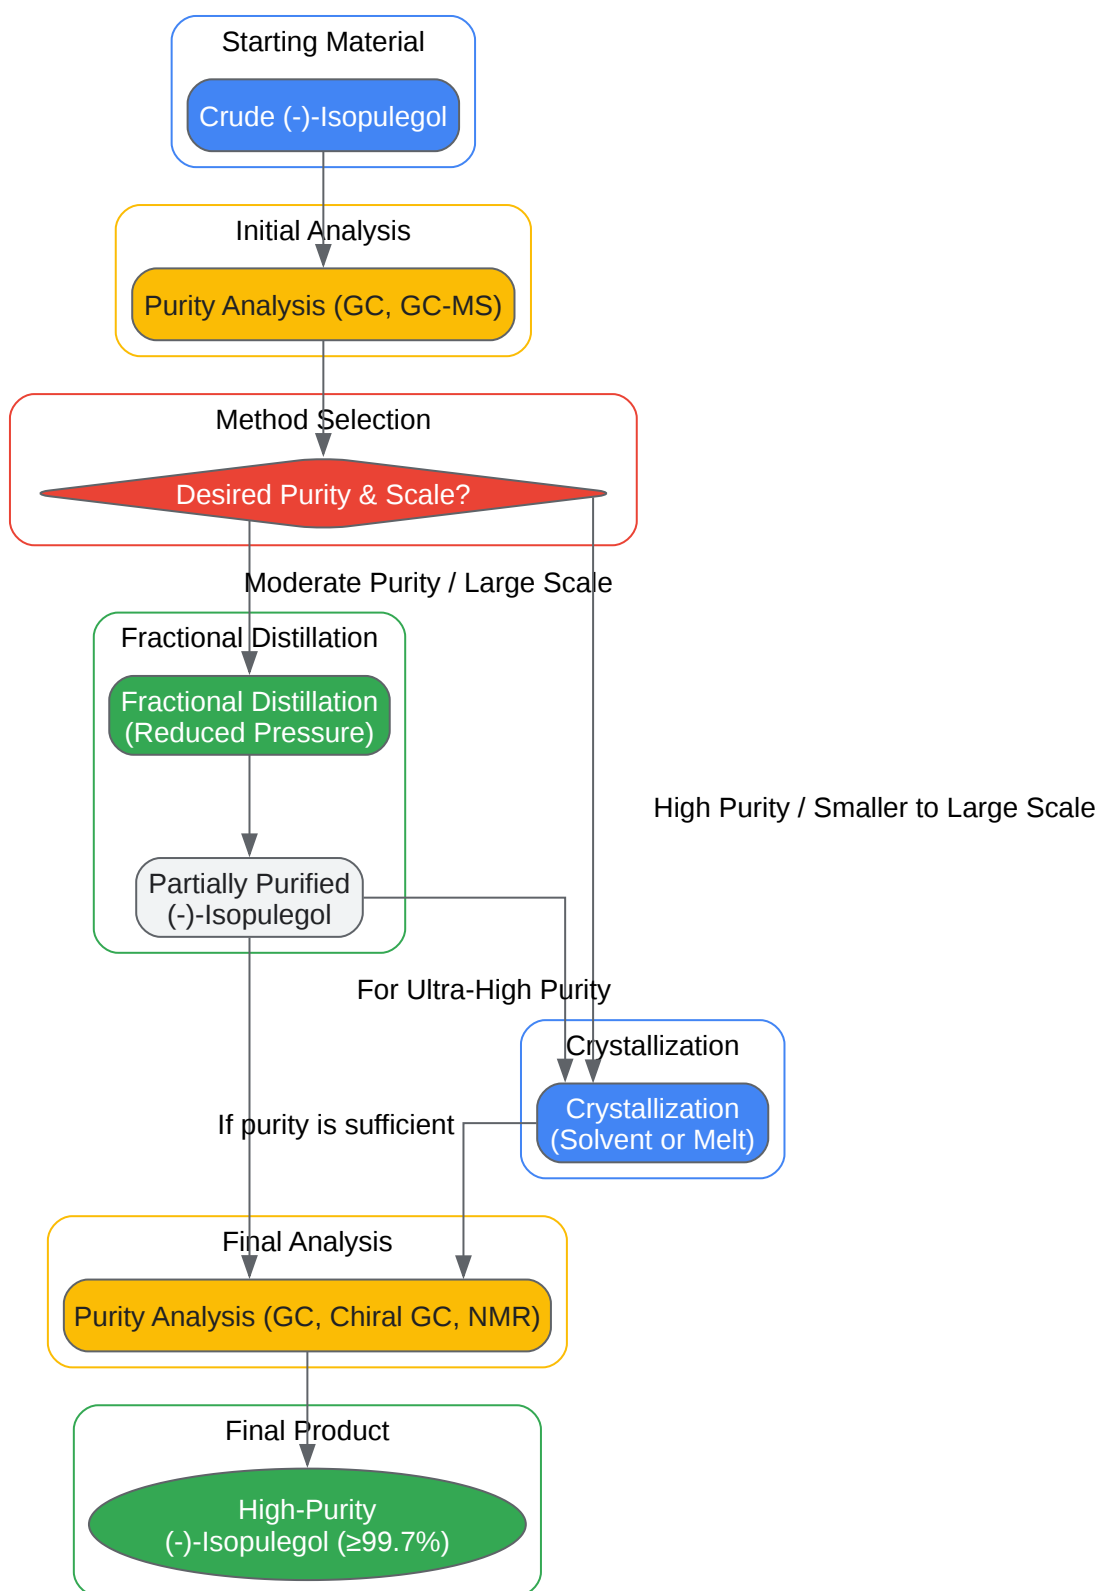 Starting Material
Crude (-)-Isopulegol
Initial Analysis
Purity Analysis (GC, GC-MS)
Method Selection
Desired Purity & Scale?
Moderate Purity / Large Scale
Fractional Distillation
Fractional Distillation
(Reduced Pressure)
High Purity / Smaller to Large Scale
Partially Purified
(-)-Isopulegol
For Ultra-High Purity
Crystallization
Crystallization
(Solvent or Melt)
If purity is sufficient
Final Analysis
Purity Analysis (GC, Chiral GC, NMR)
Final Product
High-Purity
(-)-Isopulegol (≥99.7%)